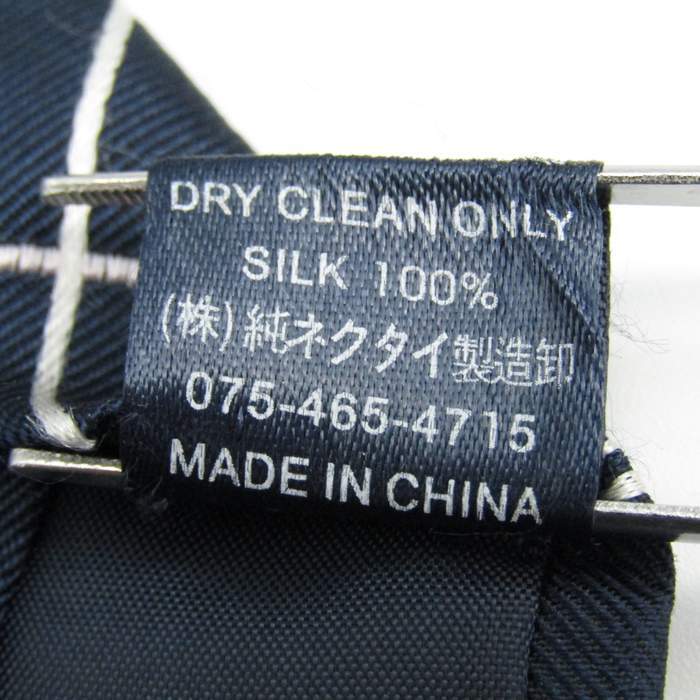 DRY CLEAN ONLY
SILK 100%
(株)純ネクタイ製造卸
075-465-4715
MADE IN CHINA